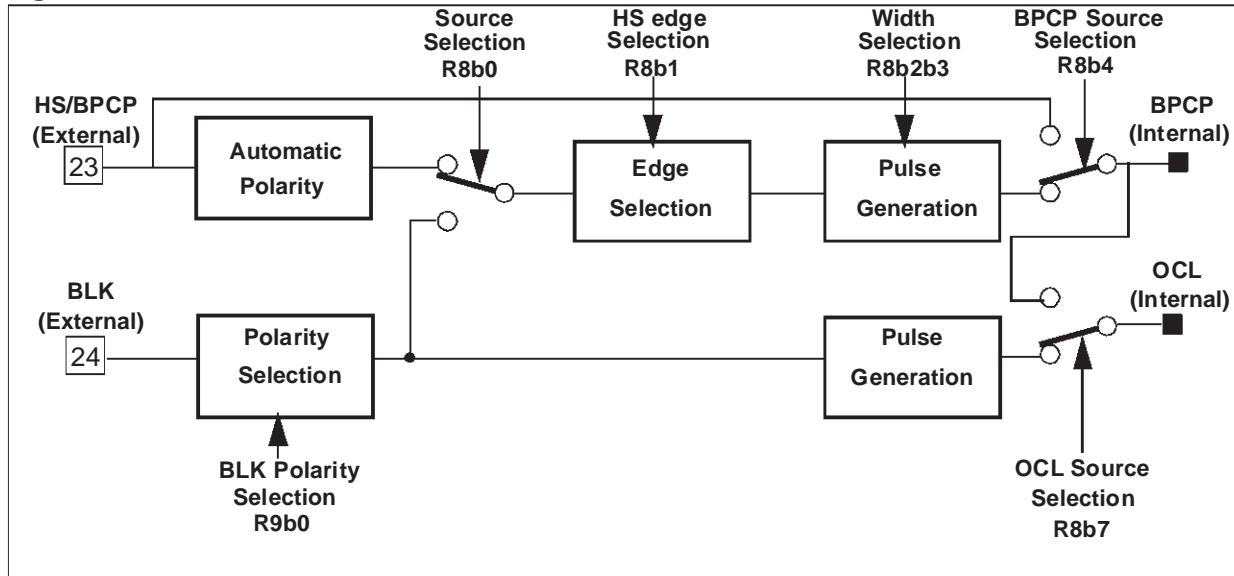 Source
Selection
R8b0
HS edge
Selection
R8b1
Width
Selection
R8b2b3
BPCP Source
Selection
R8b4
HS/BPCP
(External)
23
Automatic
Polarity
Edge
Selection
Pulse
Generation
BPCP
(Internal)
BLK
(External)
24
Polarity
Selection
Pulse
Generation
OCL
(Internal)
BLK Polarity
Selection
R9b0
OCL Source
Selection
R8b7